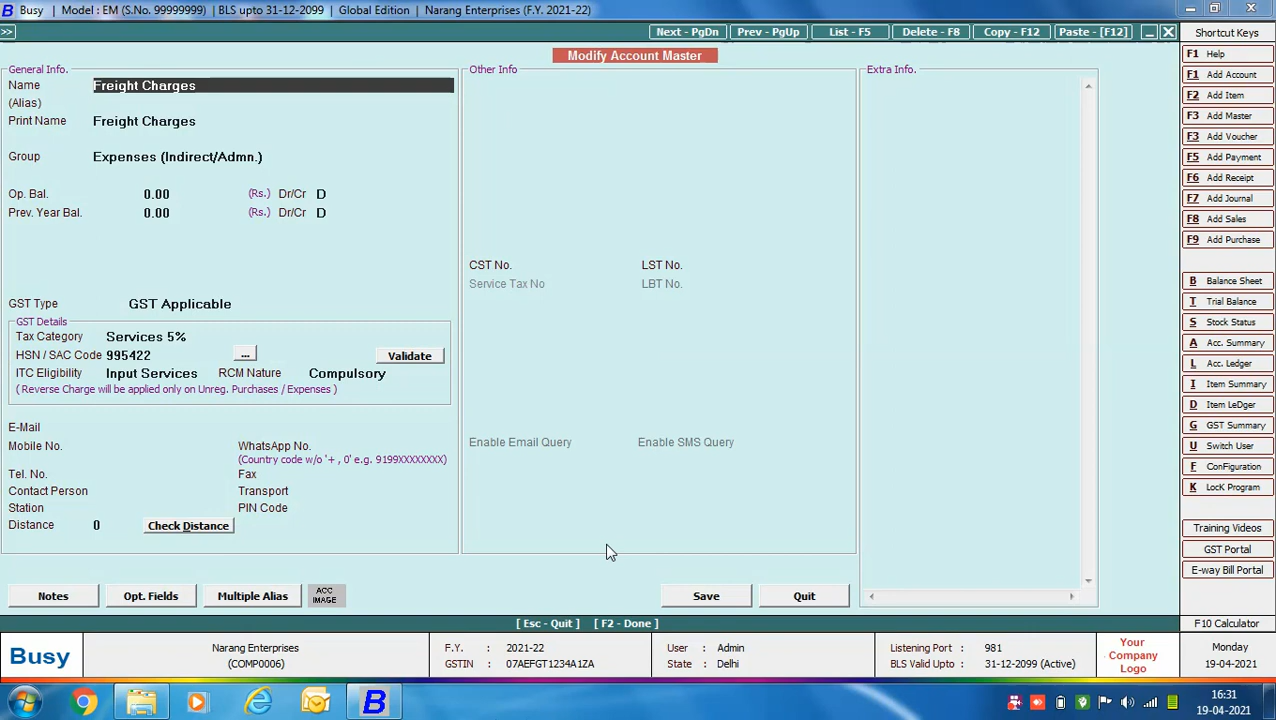 Busy Model : EM (S.No. 99999999) | BLS upto 31-12-2099 | Global Edition | Narang Enterprises (F.Y. 2021-22)
>> Next - PgDn Prev - PgUp List - F5 Delete - F8 Copy - F12 Paste - [F12]
Modify Account Master
General Info.
Name Freight Charges
(Alias)
Print Name Freight Charges
Group Expenses (Indirect/Admn.)
Op. Bal. 0.00 (Rs.) Dr/Cr D
Prev. Year Bal. 0.00 (Rs.) Dr/Cr D
GST Type GST Applicable
GST Details
Tax Category Services 5%
HSN / SAC Code 995422 ... Validate
ITC Eligibility Input Services RCM Nature Compulsory
( Reverse Charge will be applied only on Unreg. Purchases / Expenses )
E-Mail
Mobile No. WhatsApp No.
(Country code w/o '+ , 0' e.g. 9199XXXXXXXX)
Tel. No. Fax
Contact Person Transport
Station PIN Code
Distance 0 Check Distance
Other Info
CST No. LST No.
Service Tax No LBT No.
Enable Email Query Enable SMS Query
Extra Info.
Notes Opt. Fields Multiple Alias ACC IMAGE Save Quit
[ Esc - Quit ] [ F2 - Done ]
Shortcut Keys
F1 Help
F1 Add Account
F2 Add Item
F3 Add Master
F3 Add Voucher
F5 Add Payment
F6 Add Receipt
F7 Add Journal
F8 Add Sales
F9 Add Purchase
B Balance Sheet
T Trial Balance
S Stock Status
A Acc. Summary
L Acc. Ledger
I Item Summary
D Item LeDger
G GST Summary
U Switch User
F ConFiguration
K LocK Program
Training Videos
GST Portal
E-way Bill Portal
F10 Calculator
Busy
Narang Enterprises
(COMP0006)
F.Y. : 2021-22
GSTIN : 07AEFGT1234A1ZA
User : Admin
State : Delhi
Listening Port : 981
BLS Valid Upto : 31-12-2099 (Active)
Your
Company
Logo
Monday
19-04-2021
B
16:31
19-04-2021